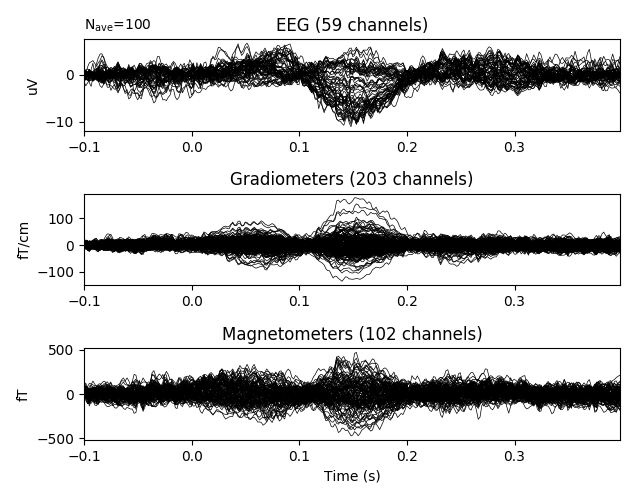 N_ave=100
EEG (59 channels)
uV
0
−10
−0.1 0.0 0.1 0.2 0.3
Gradiometers (203 channels)
fT/cm
100
0
−100
−0.1 0.0 0.1 0.2 0.3
Magnetometers (102 channels)
fT
500
0
−500
−0.1 0.0 0.1 0.2 0.3
Time (s)